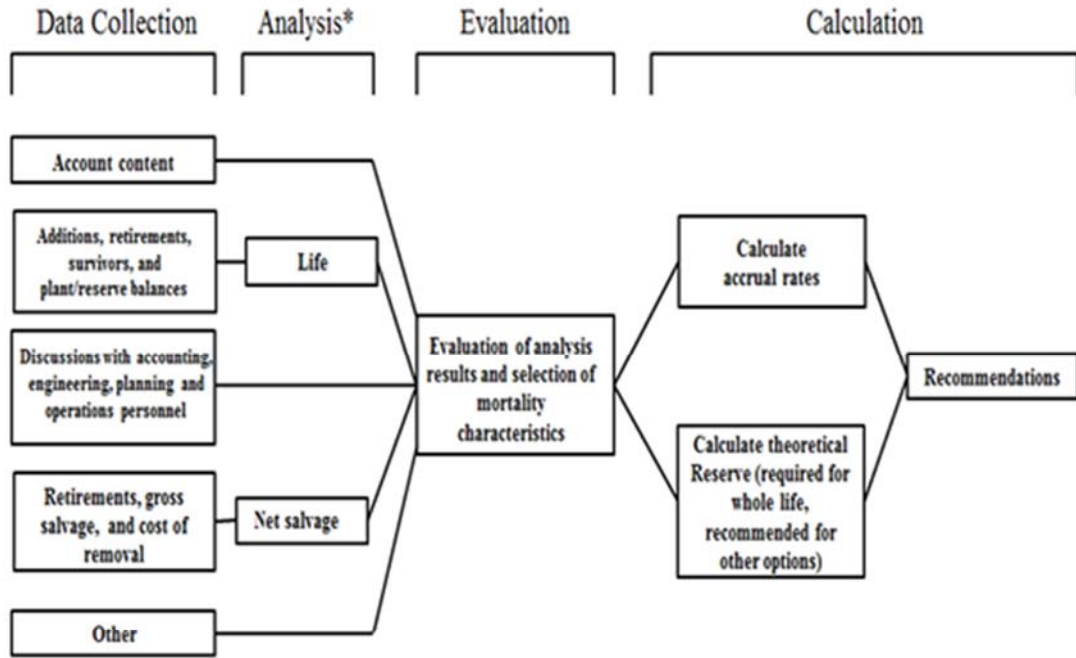 Data Collection
Analysis*
Evaluation
Calculation
Account content
Additions, retirements,
survivors, and
plant/reserve balances
Life
Discussions with accounting,
engineering, planning and
operations personnel
Retirements, gross
salvage, and cost of
removal
Net salvage
Other
Evaluation of analysis
results and selection of
mortality
characteristics
Calculate
accrual rates
Calculate theoretical
Reserve (required for
whole life,
recommended for
other options)
Recommendations